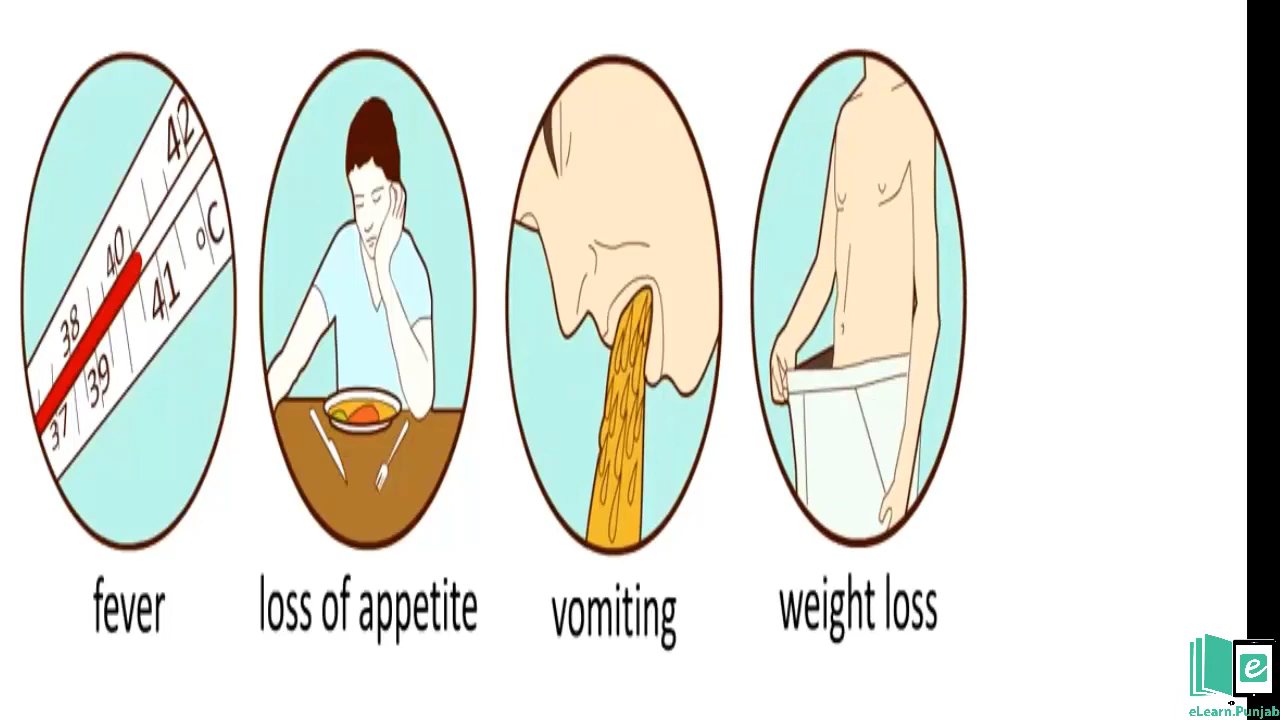 42
40
°C
41
38
39
37
fever
loss of appetite
vomiting
weight loss
e
eLearn.Punjab